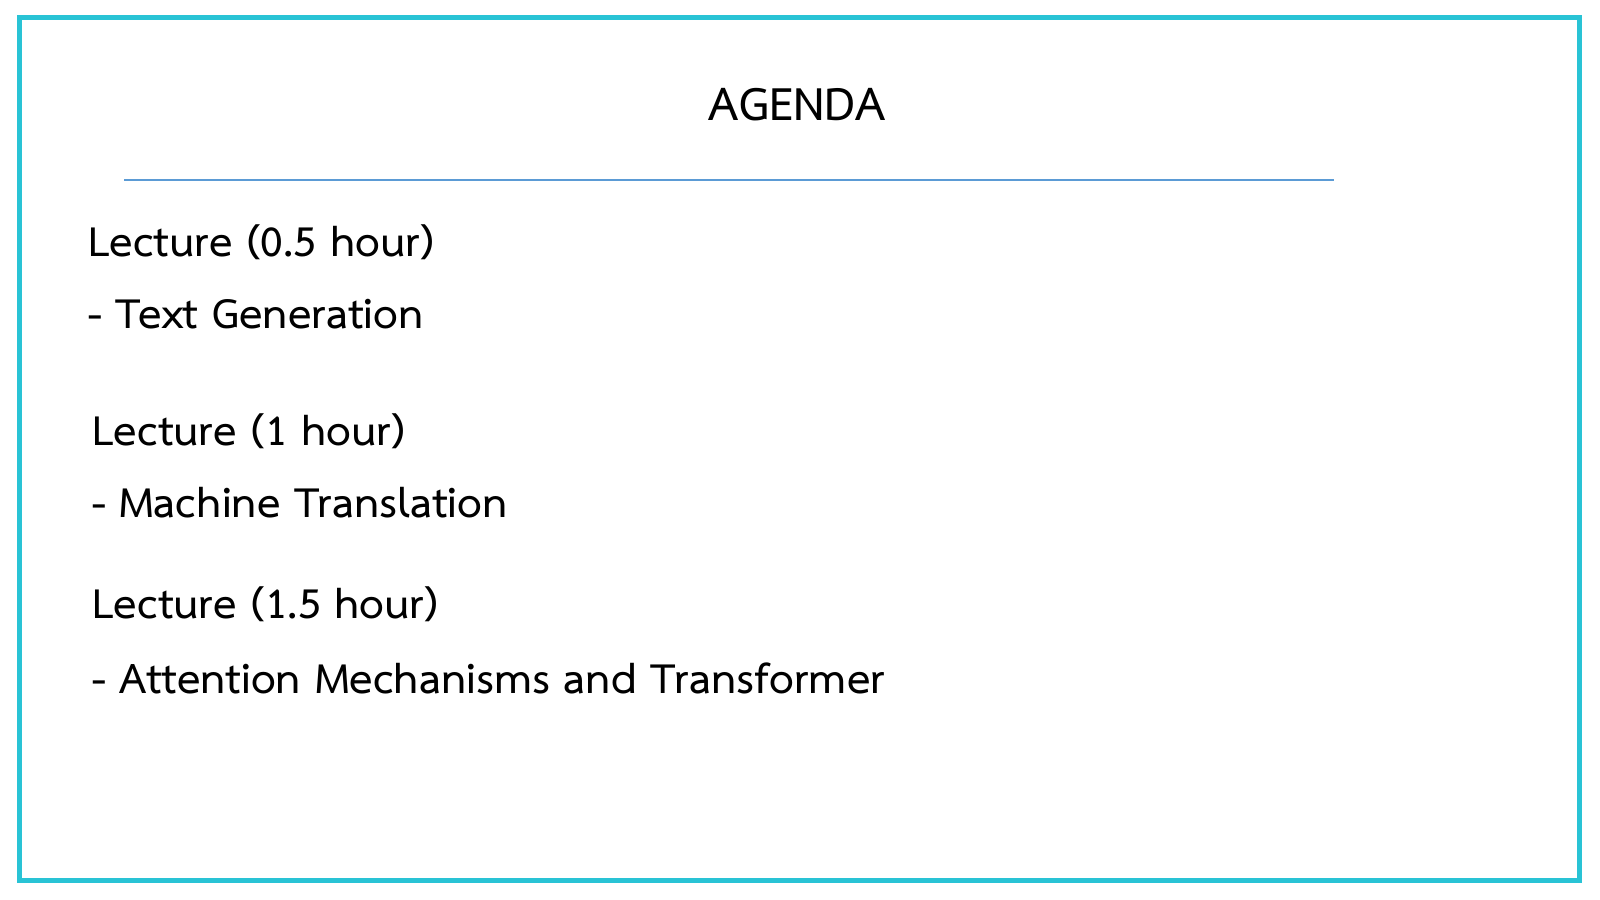 AGENDA
Lecture (0.5 hour)
- Text Generation
Lecture (1 hour)
- Machine Translation
Lecture (1.5 hour)
- Attention Mechanisms and Transformer